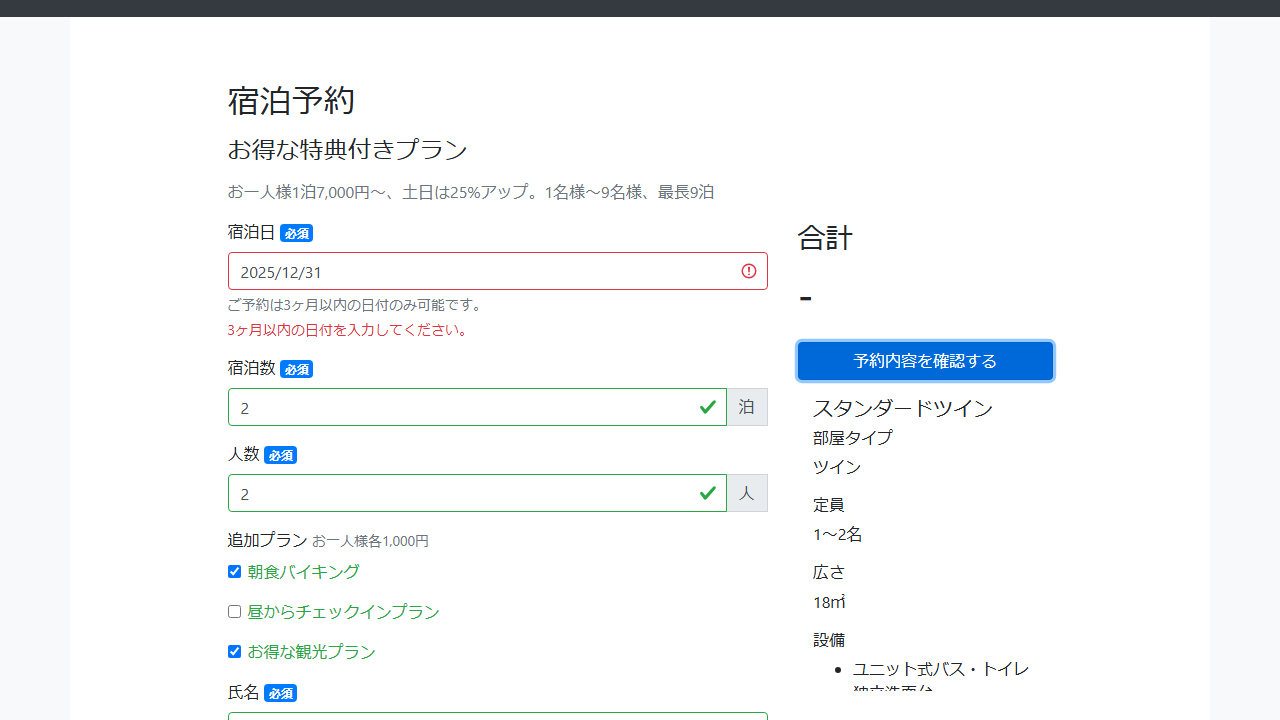 宿泊予約
お得な特典付きプラン
お一人様1泊7,000円〜、土日は25%アップ。1名様〜9名様、最長9泊
宿泊日 必須
2025/12/31
ご予約は3ヶ月以内の日付のみ可能です。
3ヶ月以内の日付を入力してください。
宿泊数 必須
2 泊
人数 必須
2 人
追加プラン お一人様各1,000円
朝食バイキング
昼からチェックインプラン
お得な観光プラン
氏名 必須
合計
-
予約内容を確認する
スタンダードツイン
部屋タイプ
ツイン
定員
1〜2名
広さ
18㎡
設備
• ユニット式バス・トイレ